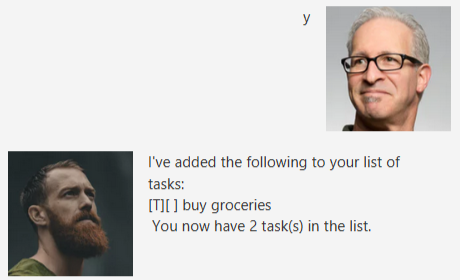 y
I've added the following to your list of
tasks:
[T][ ] buy groceries
You now have 2 task(s) in the list.